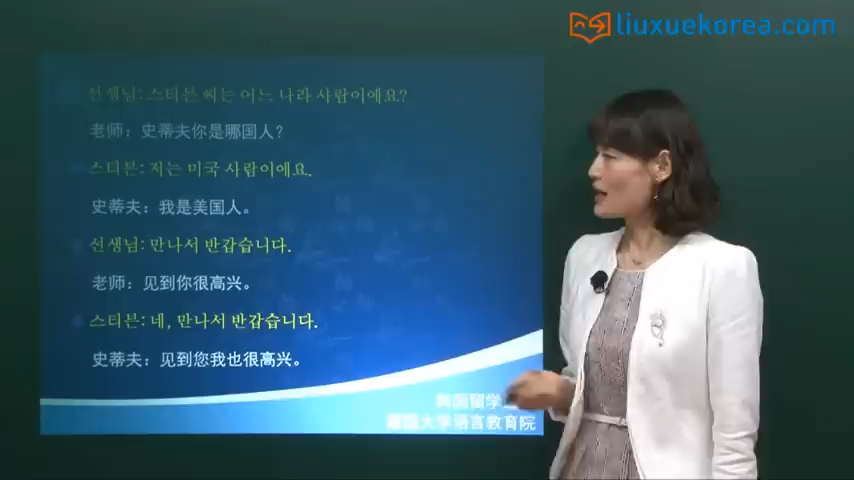 liuxuekorea.com
선생님: 스티븐 씨는 어느 나라 사람이에요?
老师：史蒂夫你是哪国人？
스티븐: 저는 미국 사람이에요.
史蒂夫：我是美国人。
선생님: 만나서 반갑습니다.
老师：见到你很高兴。
스티븐: 네, 만나서 반갑습니다.
史蒂夫：见到您我也很高兴。
韩国留学
大学语言教育院